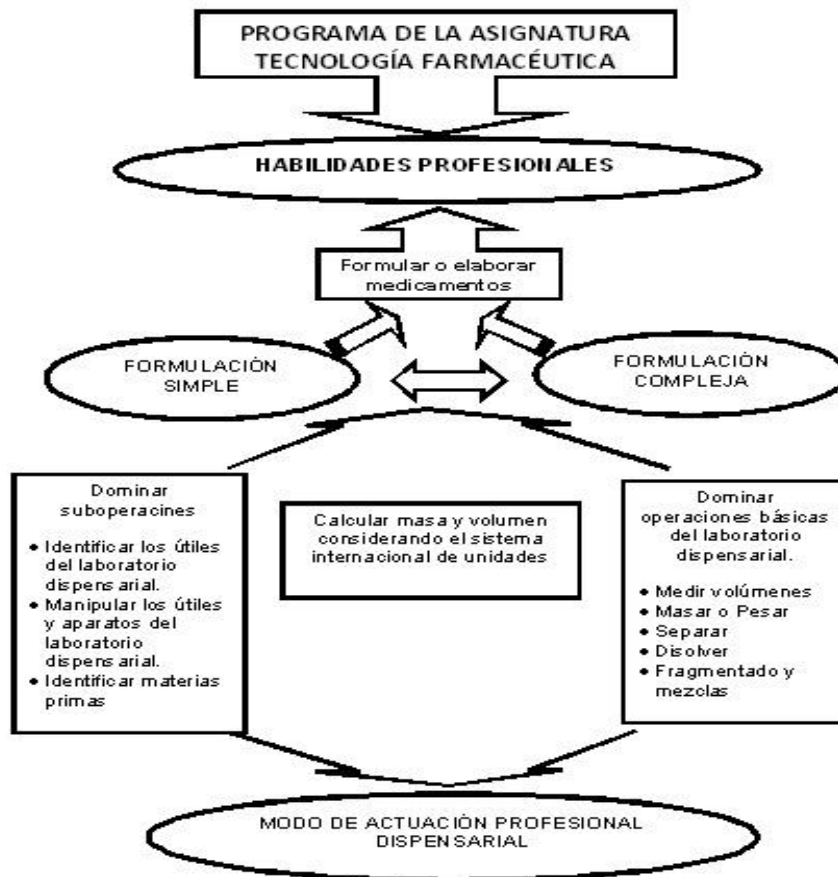 PROGRAMA DE LA ASIGNATURA
TECNOLOGÍA FARMACÉUTICA
HABILIDADES PROFESIONALES
Formular o elaborar
medicamentos
FORMULACIÓN
SIMPLE
FORMULACIÓN
COMPLEJA
Dominar
suboperacines
• Identificar los útiles
del laboratorio
dispensarial.
• Manipular los útiles
y aparatos del
laboratorio
dispensarial.
• Identificar materias
primas
Calcular masa y volumen
considerando el sistema
internacional de unidades
Dominar
operaciones básicas
del laboratorio
dispensarial.
• Medir volúmenes
• Masar o Pesar
• Separar
• Disolver
• Fragmentado y
mezclas
MODO DE ACTUACIÓN PROFESIONAL
DISPENSARIAL